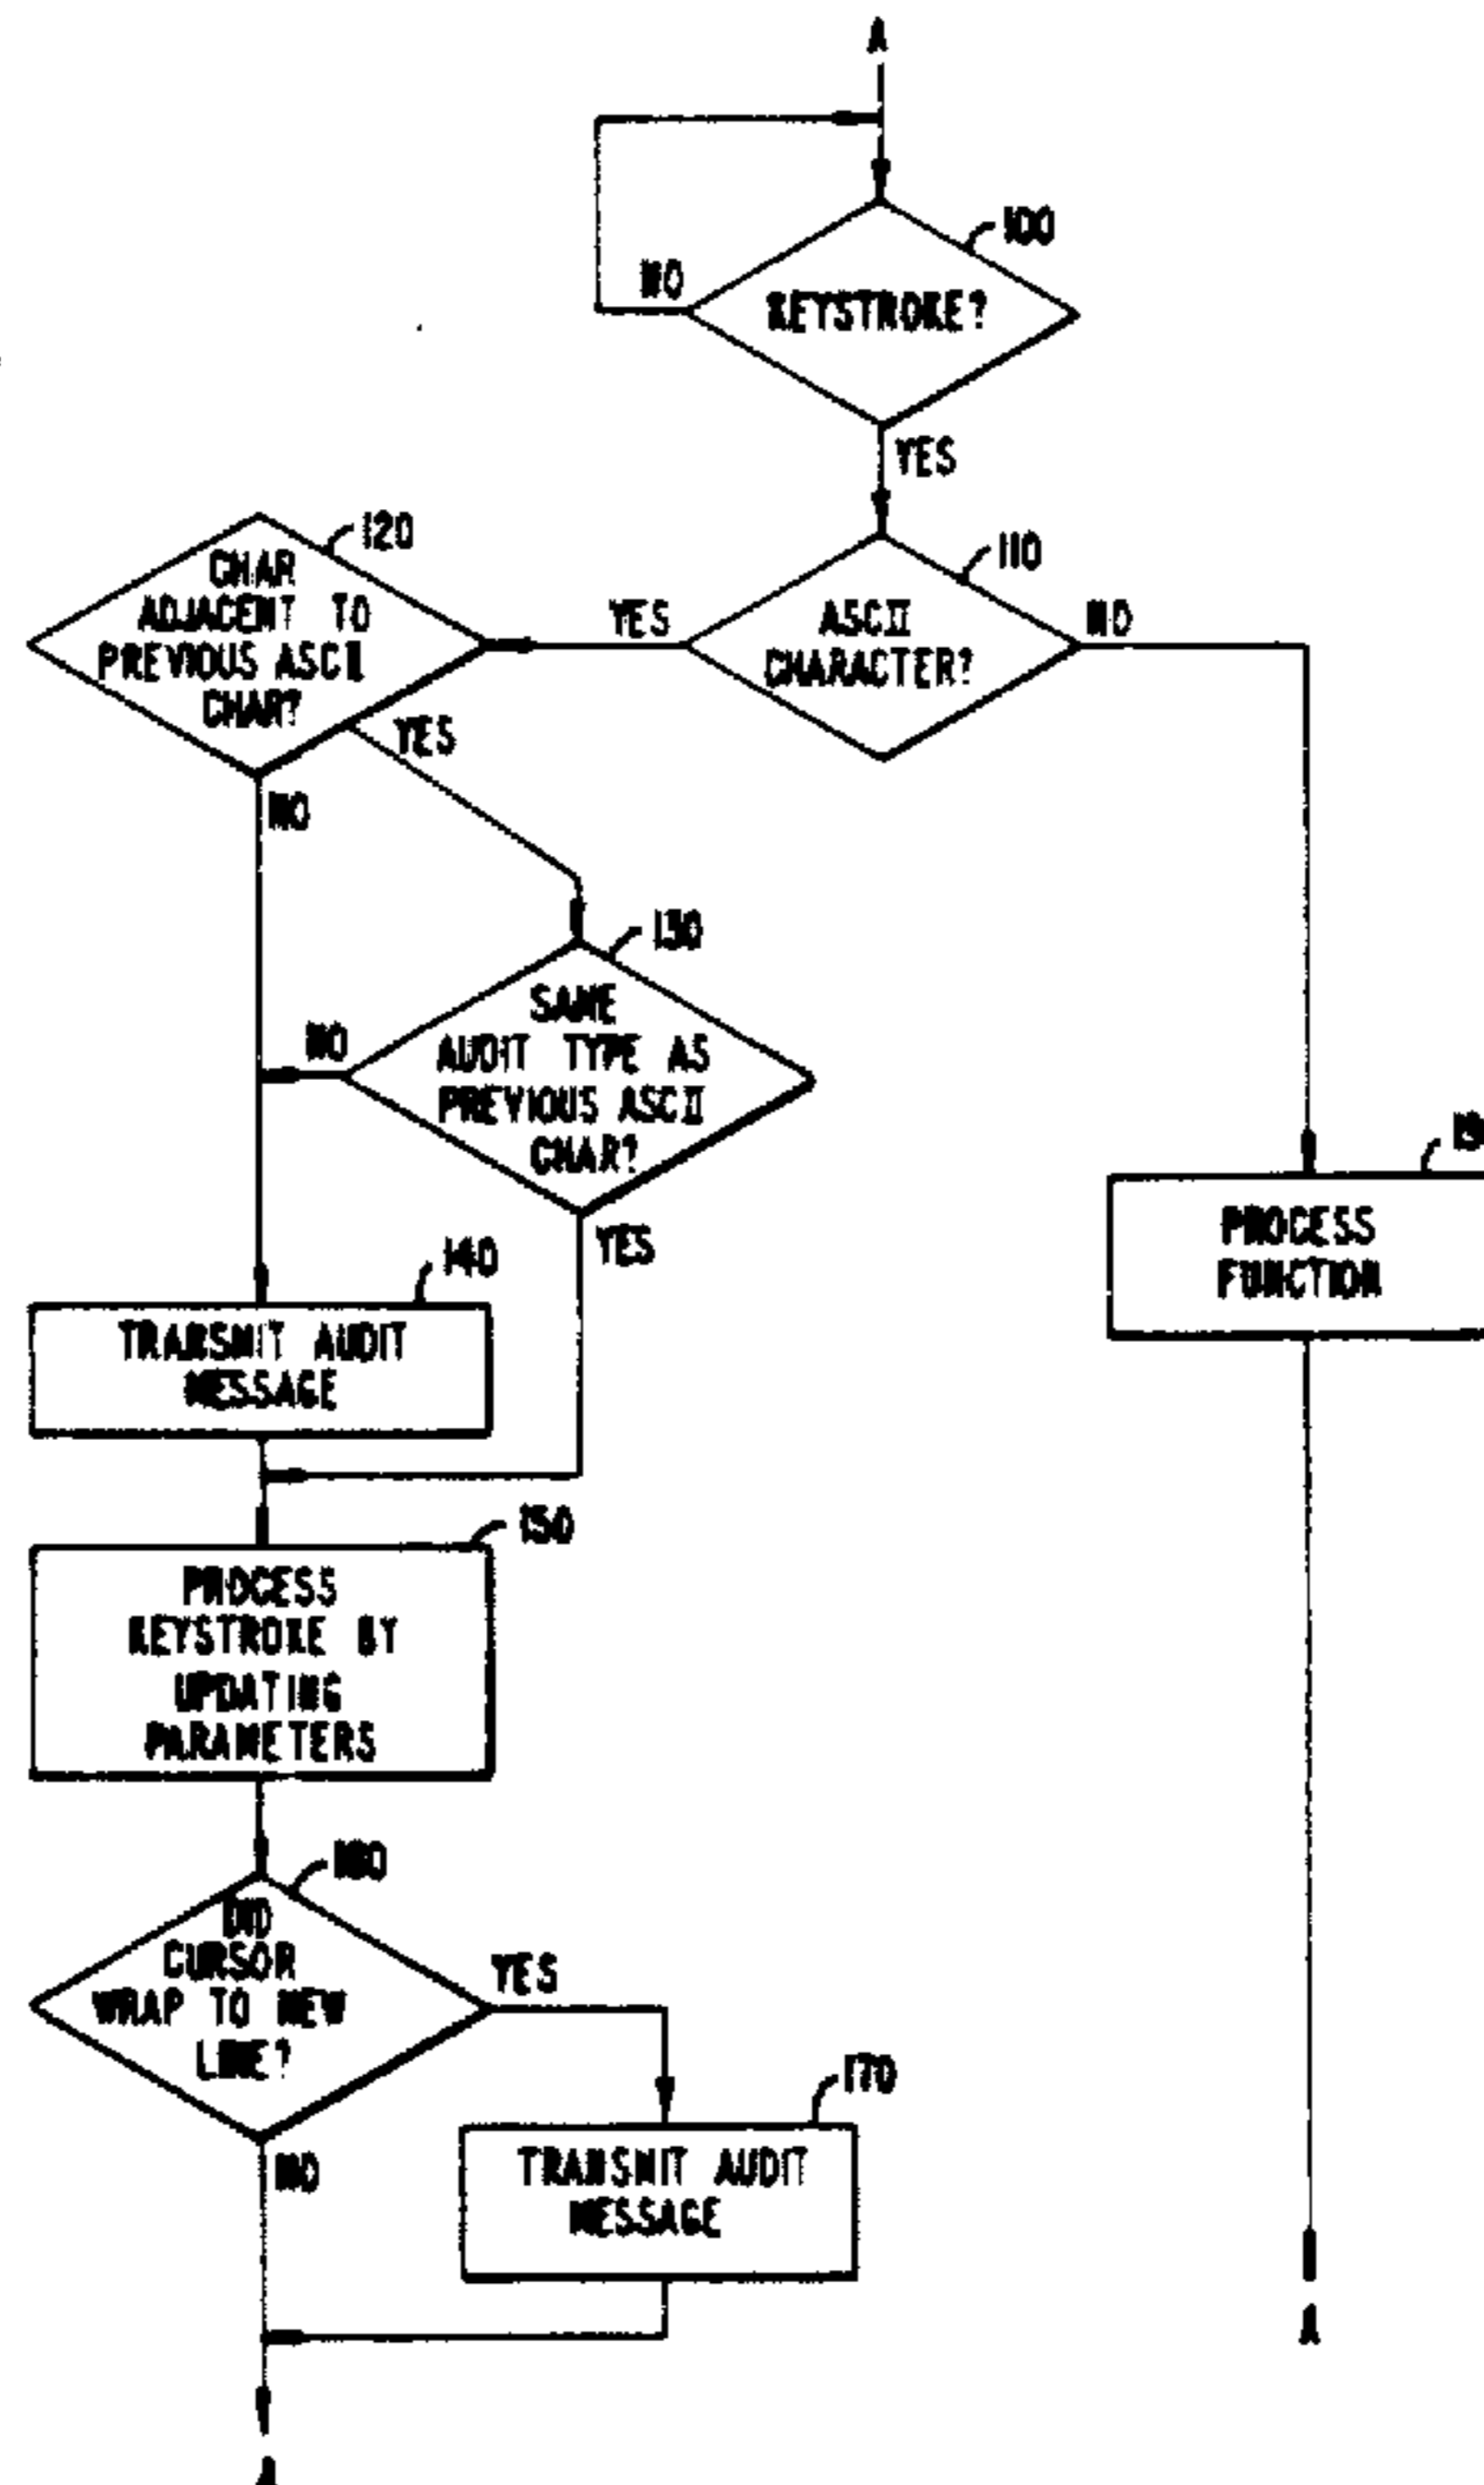 A
100
NO
KEYSTROKE?
YES
120
110
CHAR
ADJACENT TO
PREVIOUS ASCII
CHAR?
YES
ASCII
CHARACTER?
NO
YES
NO
130
SAME
AUDIT TYPE AS
PREVIOUS ASCII
CHAR?
NO
YES
PROCESS
FUNCTION
140
TRANSMIT AUDIT
MESSAGE
150
PROCESS
KEYSTROKE BY
UPDATING
PARAMETERS
160
DID
CURSOR
WRAP TO NEW
LINE?
YES
NO
170
TRANSMIT AUDIT
MESSAGE
A
A